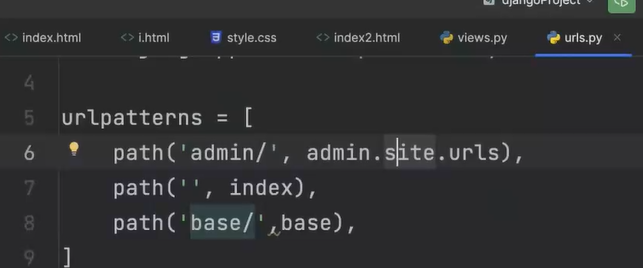 djangoProject
index.html
i.html
style.css
index2.html
views.py
urls.py
4
5 urlpatterns = [
6 path('admin/', admin.site.urls),
7 path('', index),
8 path('base/',base),
9 ]